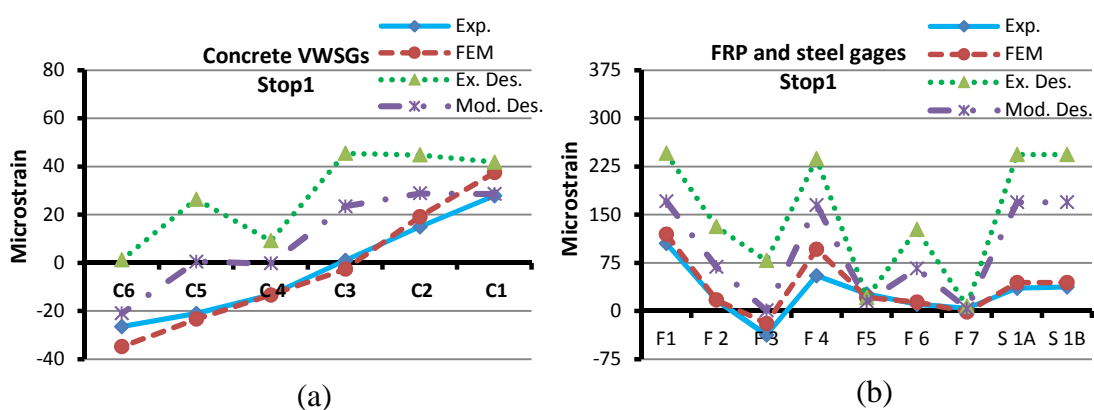 Concrete VWSGs
Stop1
Exp.
FEM
Ex. Des.
Mod. Des.
Microstrain
80
60
40
20
0
-20
-40
C6 C5 C4 C3 C2 C1
(a)
FRP and steel gages
Stop1
Exp.
FEM
Ex. Des.
Mod. Des.
Microstrain
375
300
225
150
75
0
-75
F1 F 2 F 3 F 4 F5 F 6 F 7 S 1A S 1B
(b)